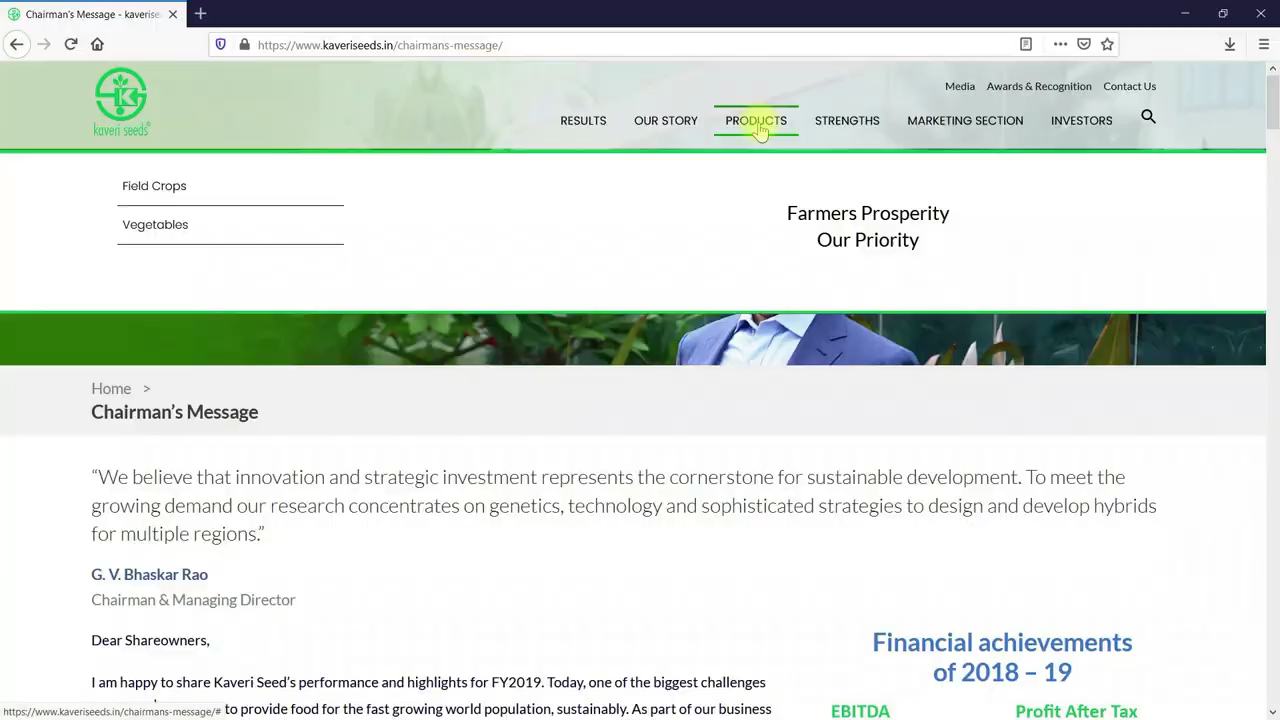 Chairman's Message - kaverise
https://www.kaveriseeds.in/chairmans-message/
kaveri seeds
Media Awards & Recognition Contact Us
RESULTS OUR STORY PRODUCTS STRENGTHS MARKETING SECTION INVESTORS
Field Crops
Vegetables
Farmers Prosperity
Our Priority
Home >
Chairman's Message
“We believe that innovation and strategic investment represents the cornerstone for sustainable development. To meet the
growing demand our research concentrates on genetics, technology and sophisticated strategies to design and develop hybrids
for multiple regions.”
G. V. Bhaskar Rao
Chairman & Managing Director
Dear Shareowners,
I am happy to share Kaveri Seed's performance and highlights for FY2019. Today, one of the biggest challenges
to provide food for the fast growing world population, sustainably. As part of our business
Financial achievements
of 2018 – 19
EBITDA Profit After Tax
https://www.kaveriseeds.in/chairmans-message/#